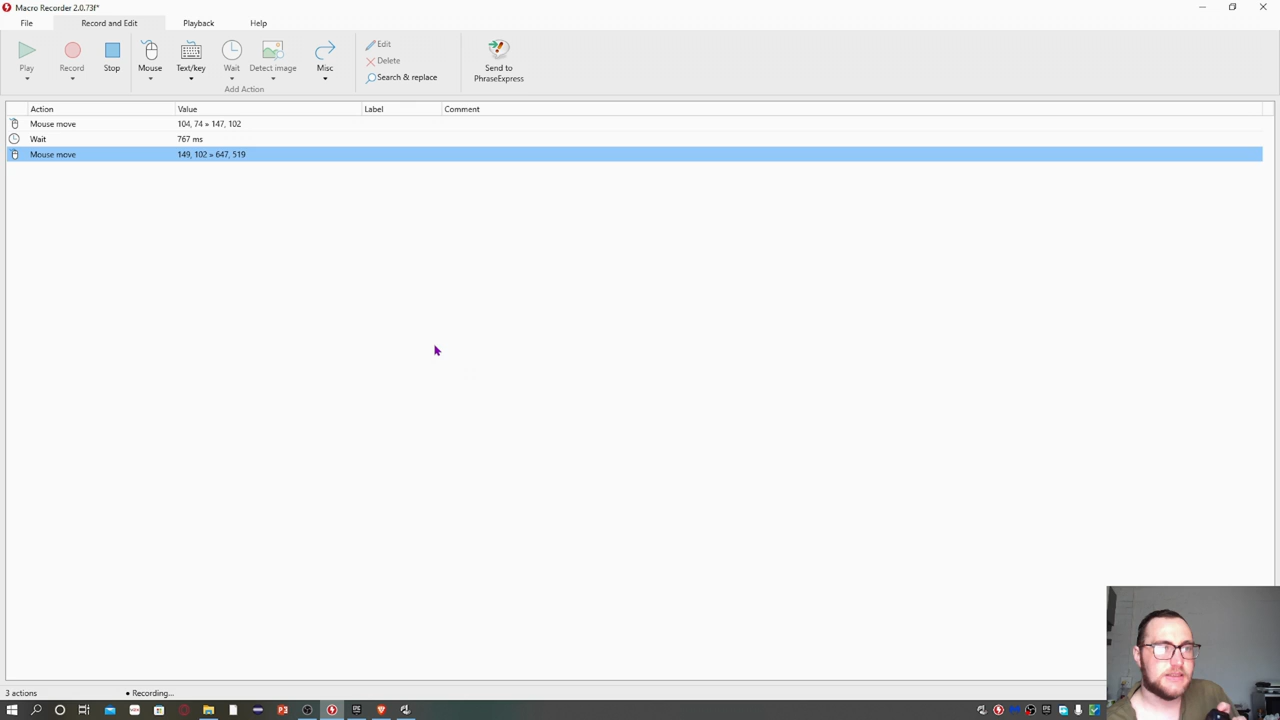 Macro Recorder 2.0.73f*
File Record and Edit Playback Help
Play Record Stop Mouse Text/key Wait Detect image Misc
Edit
Delete
Search & replace
Send to
PhraseExpress
Add Action
Action Value Label Comment
Mouse move 104, 74 » 147, 102
Wait 767 ms
Mouse move 149, 102 » 647, 519
3 actions • Recording...